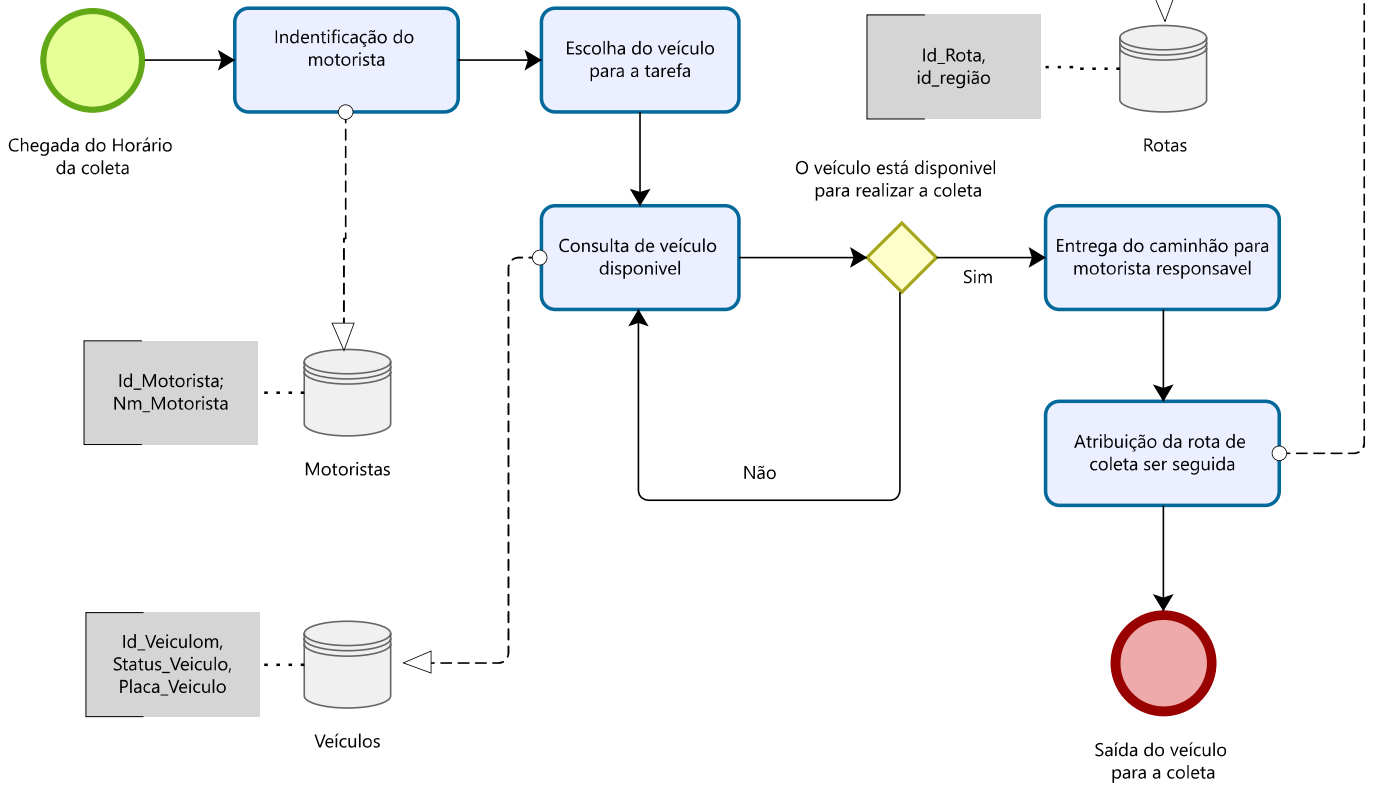 Indentificação do
motorista
Escolha do veículo
para a tarefa
Id_Rota,
id_região
Chegada do Horário
da coleta
Rotas
O veículo está disponivel
para realizar a coleta
Consulta de veículo
disponivel
Sim
Entrega do caminhão para
motorista responsavel
Id_Motorista;
Nm_Motorista
Motoristas
Não
Atribuição da rota de
coleta ser seguida
Id_Veiculom,
Status_Veiculo,
Placa_Veiculo
Veículos
Saída do veículo
para a coleta